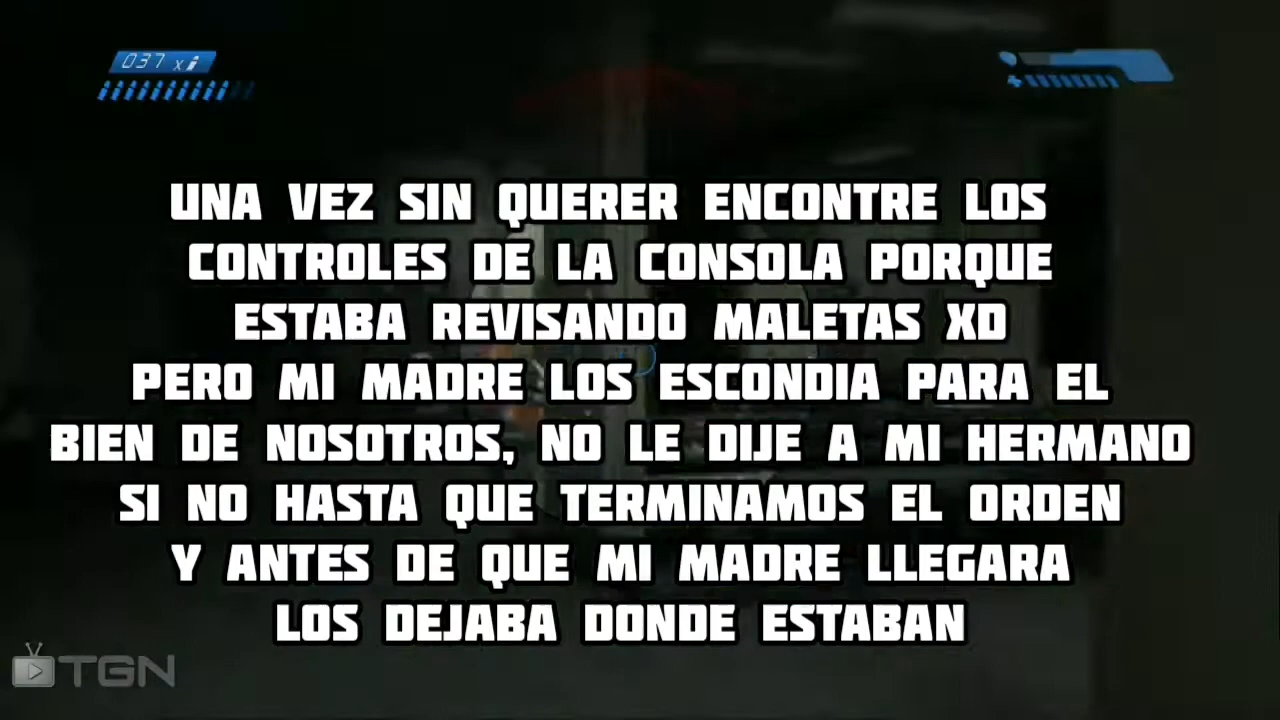 037 x
UNA VEZ SIN QUERER ENCONTRE LOS
CONTROLES DE LA CONSOLA PORQUE
ESTABA REVISANDO MALETAS XD
PERO MI MADRE LOS ESCONDIA PARA EL
BIEN DE NOSOTROS, NO LE DIJE A MI HERMANO
SI NO HASTA QUE TERMINAMOS EL ORDEN
Y ANTES DE QUE MI MADRE LLEGARA
LOS DEJABA DONDE ESTABAN
TGN